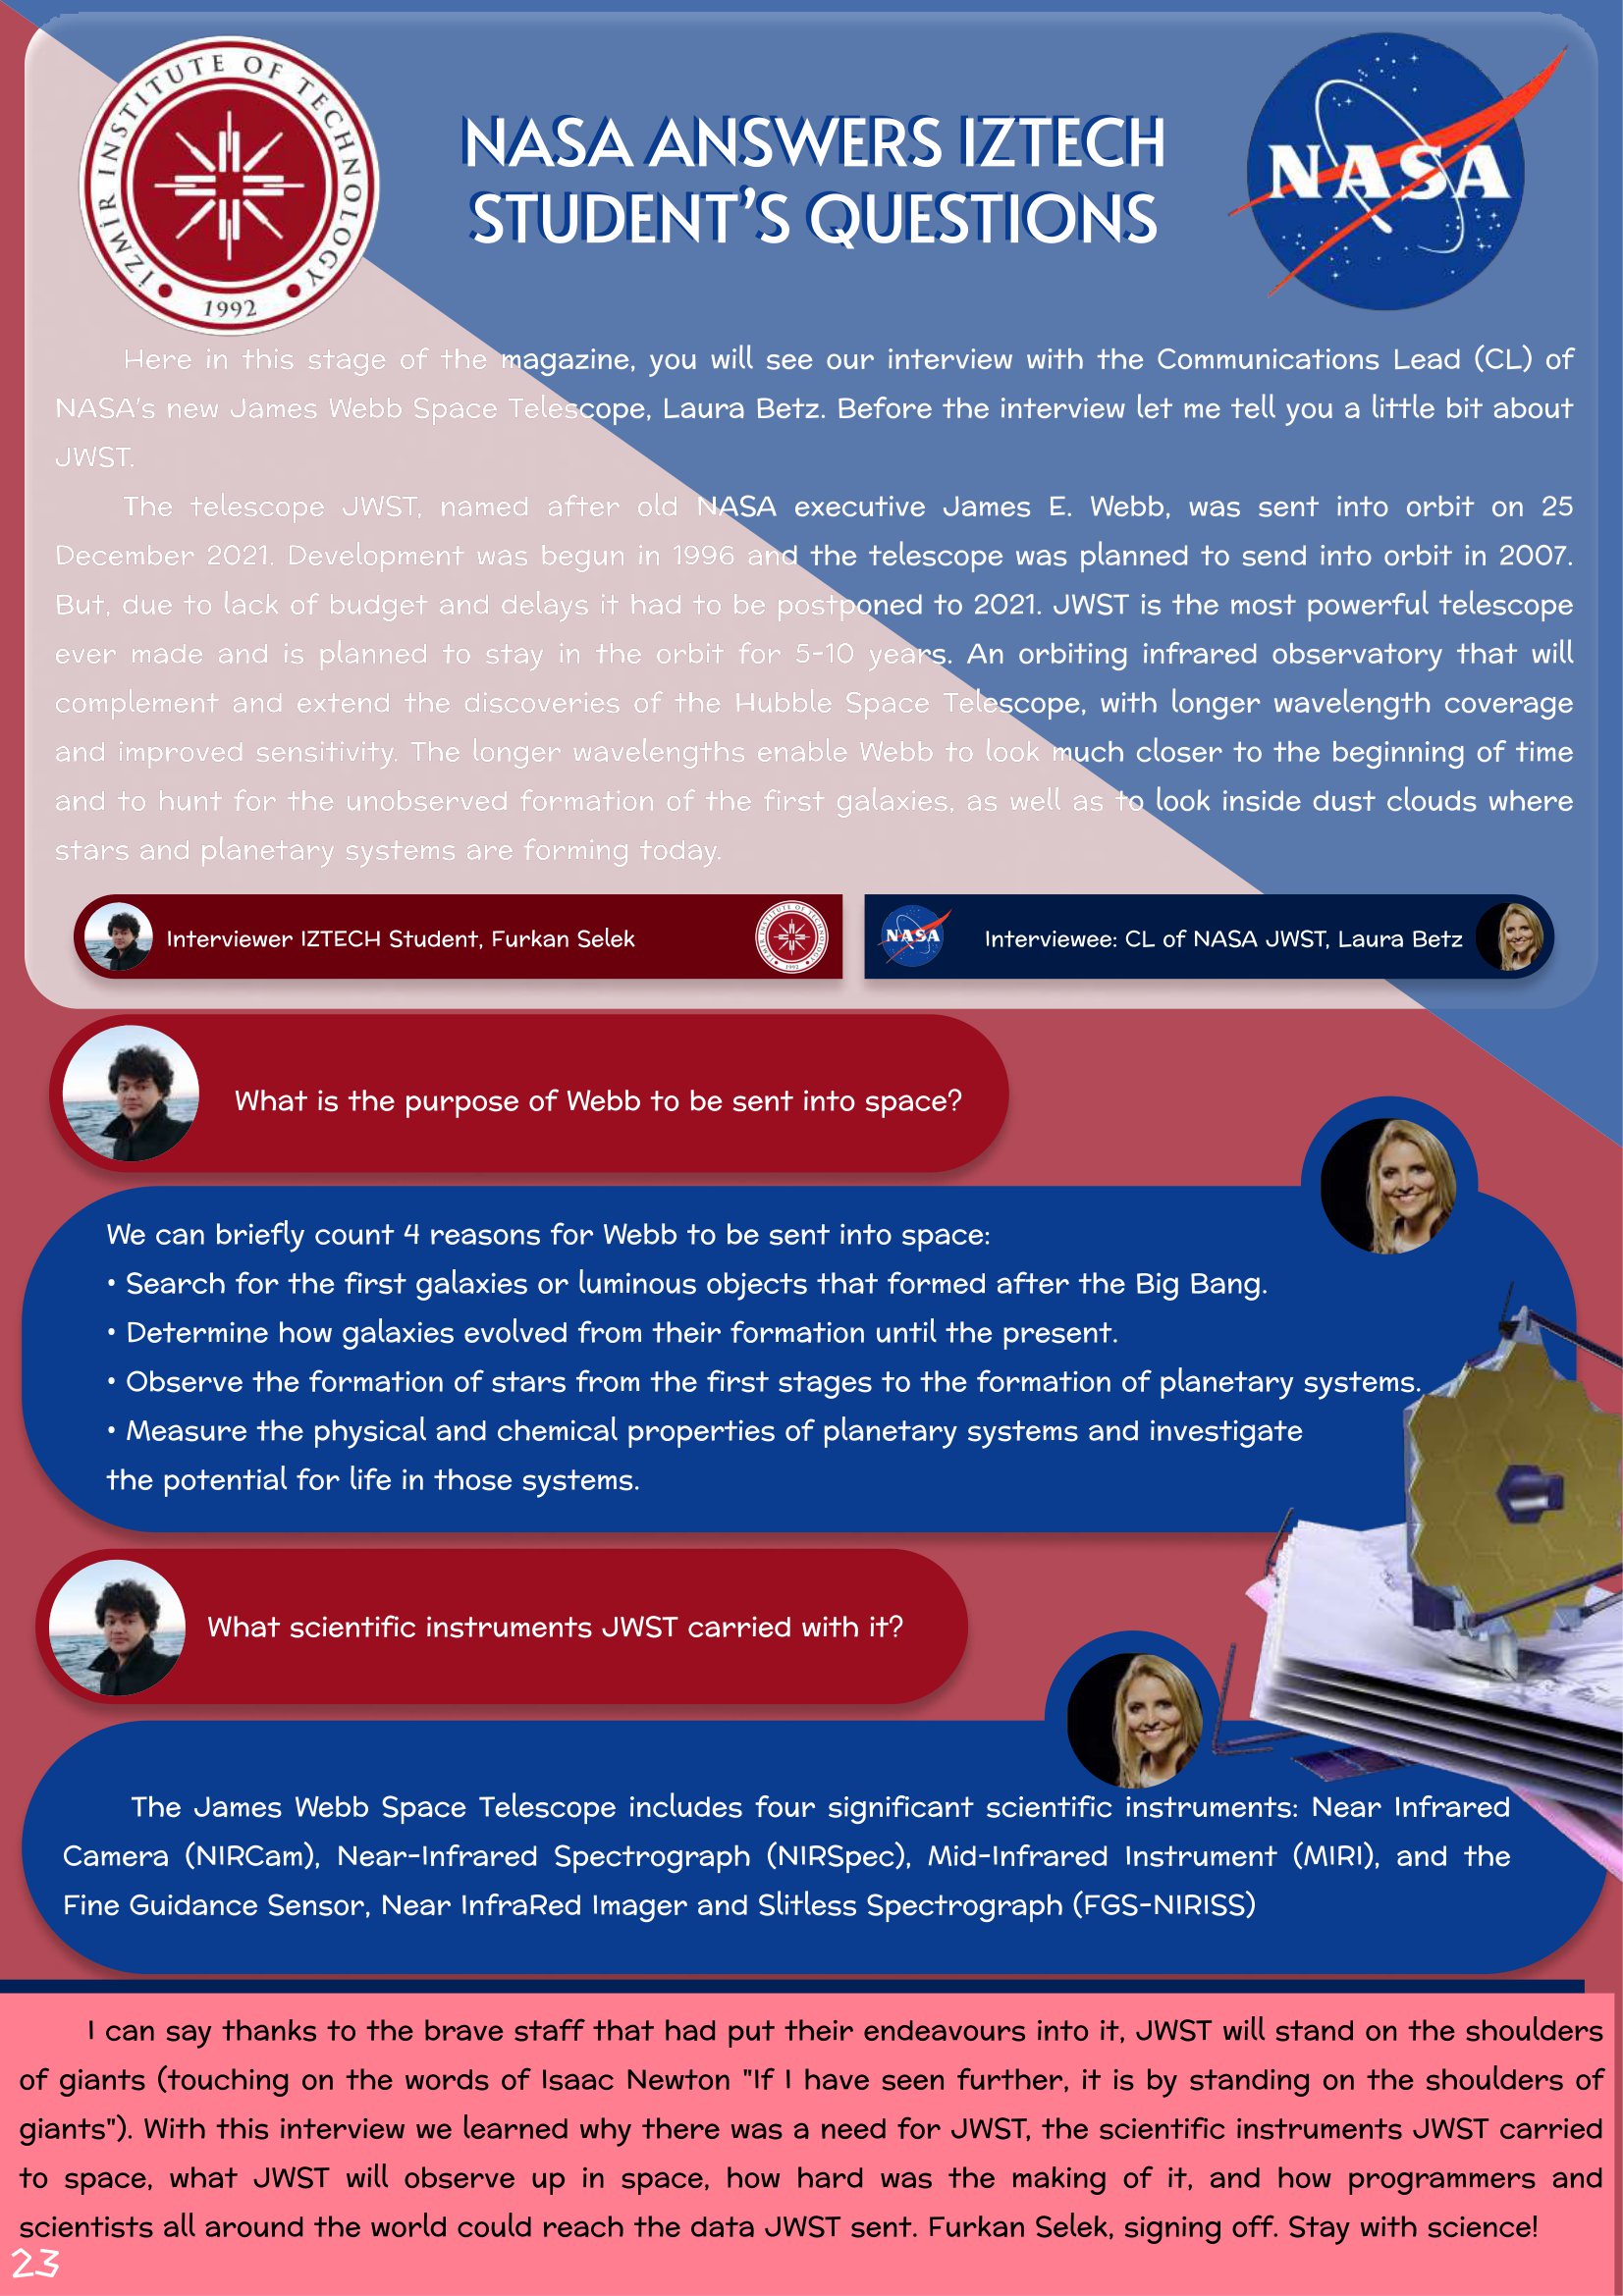 İZMİR INSTITUTE OF TECHNOLOGY
1992
NASA ANSWERS IZTECH
STUDENT'S QUESTIONS
NASA
Here in this stage of the magazine, you will see our interview with the Communications Lead (CL) of
NASA's new James Webb Space Telescope, Laura Betz. Before the interview let me tell you a little bit about
JWST.
The telescope JWST, named after old NASA executive James E. Webb, was sent into orbit on 25
December 2021. Development was begun in 1996 and the telescope was planned to send into orbit in 2007.
But, due to lack of budget and delays it had to be postponed to 2021. JWST is the most powerful telescope
ever made and is planned to stay in the orbit for 5-10 years. An orbiting infrared observatory that will
complement and extend the discoveries of the Hubble Space Telescope, with longer wavelength coverage
and improved sensitivity. The longer wavelengths enable Webb to look much closer to the beginning of time
and to hunt for the unobserved formation of the first galaxies, as well as to look inside dust clouds where
stars and planetary systems are forming today.
Interviewer IZTECH Student, Furkan Selek
İZMİR INSTITUTE OF TECHNOLOGY
1992
NASA
Interviewee: CL of NASA JWST, Laura Betz
What is the purpose of Webb to be sent into space?
We can briefly count 4 reasons for Webb to be sent into space:
• Search for the first galaxies or luminous objects that formed after the Big Bang.
• Determine how galaxies evolved from their formation until the present.
• Observe the formation of stars from the first stages to the formation of planetary systems.
• Measure the physical and chemical properties of planetary systems and investigate
the potential for life in those systems.
What scientific instruments JWST carried with it?
The James Webb Space Telescope includes four significant scientific instruments: Near Infrared
Camera (NIRCam), Near-Infrared Spectrograph (NIRSpec), Mid-Infrared Instrument (MIRI), and the
Fine Guidance Sensor, Near InfraRed Imager and Slitless Spectrograph (FGS-NIRISS)
I can say thanks to the brave staff that had put their endeavours into it, JWST will stand on the shoulders
of giants (touching on the words of Isaac Newton "If I have seen further, it is by standing on the shoulders of
giants"). With this interview we learned why there was a need for JWST, the scientific instruments JWST carried
to space, what JWST will observe up in space, how hard was the making of it, and how programmers and
scientists all around the world could reach the data JWST sent. Furkan Selek, signing off. Stay with science!
23